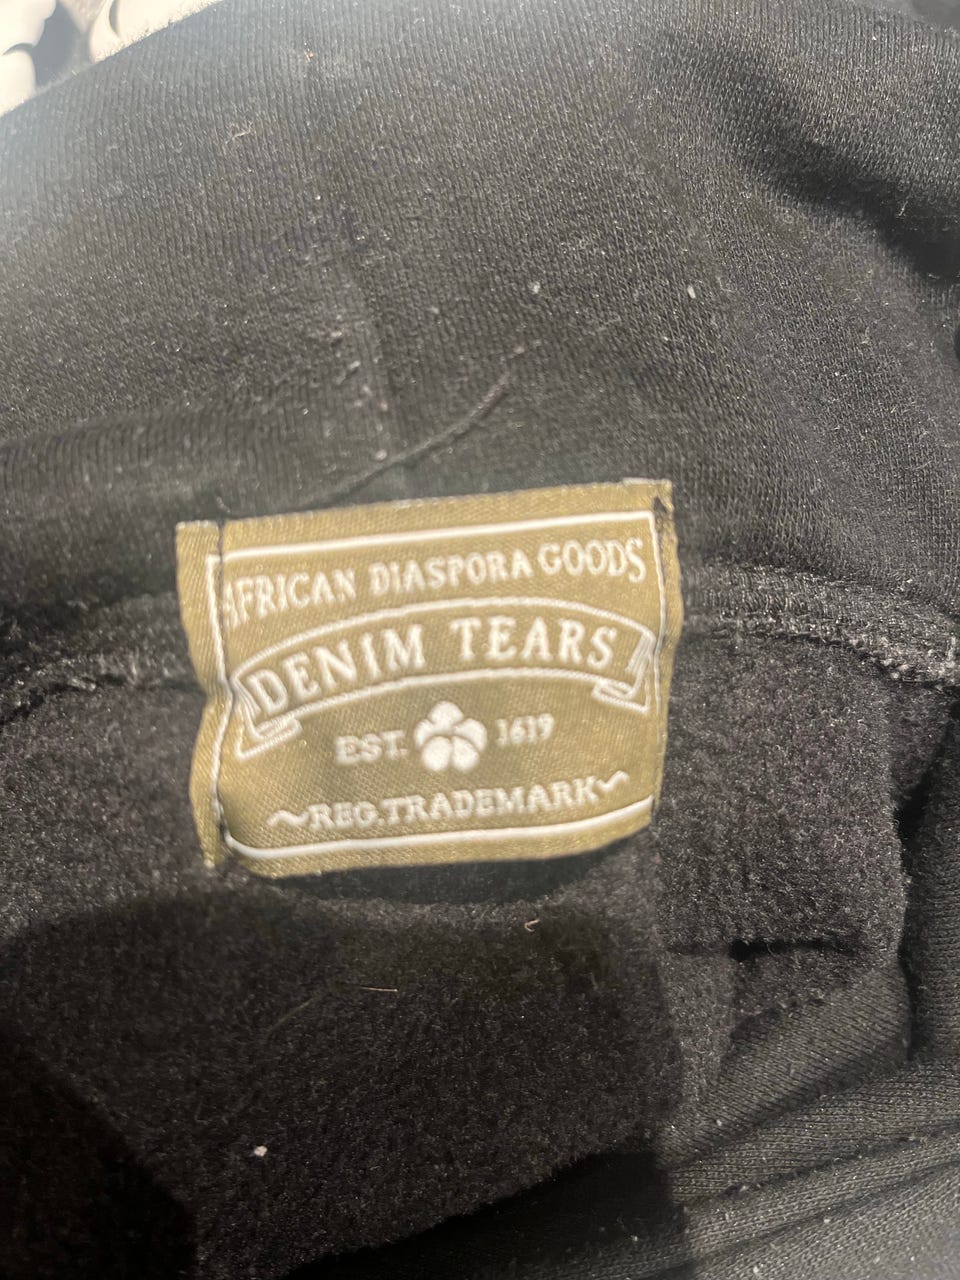 AFRICAN DIASPORA GOODS
DENIM TEARS
EST. 1619
~REG. TRADEMARK~